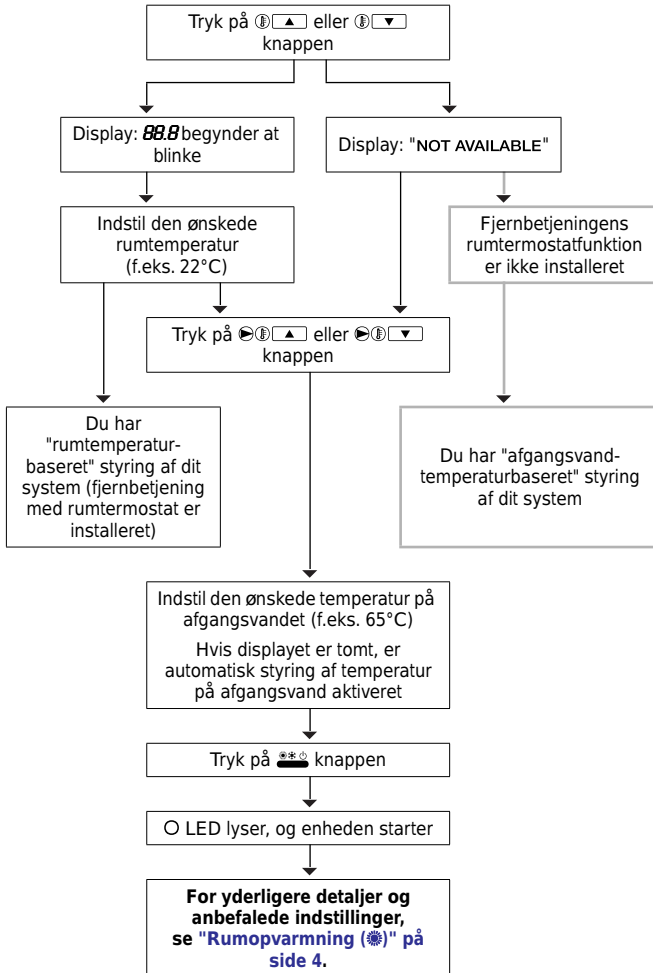 Tryk på ▲ eller ▼
knappen
Display: 88.8 begynder at
blinke
Display: "NOT AVAILABLE"
Indstil den ønskede
rumtemperatur
(f.eks. 22°C)
Fjernbetjeningens
rumtermostatfunktion
er ikke installeret
Tryk på ▲ eller ▼
knappen
Du har
"rumtemperatur-
baseret" styring af dit
system (fjernbetjening
med rumtermostat er
installeret)
Du har "afgangsvand-
temperaturbaseret" styring
af dit system
Indstil den ønskede temperatur på
afgangsvandet (f.eks. 65°C)
Hvis displayet er tomt, er
automatisk styring af temperatur
på afgangsvand aktiveret
Tryk på knappen
LED lyser, og enheden starter
For yderligere detaljer og
anbefalede indstillinger,
se "Rumopvarmning (☀)" på
side 4.